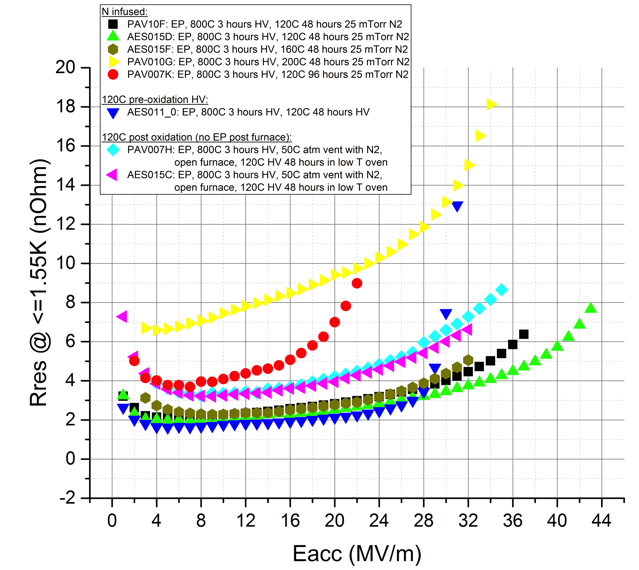 N infused:
PAV10F: EP, 800C 3 hours HV, 120C 48 hours 25 mTorr N2
AES015D: EP, 800C 3 hours HV, 120C 48 hours 25 mTorr N2
AES015F: EP, 800C 3 hours HV, 160C 48 hours 25 mTorr N2
PAV010G: EP, 800C 3 hours HV, 200C 48 hours 25 mTorr N2
PAV007K: EP, 800C 3 hours HV, 120C 96 hours 25 mTorr N2
120C pre-oxidation HV:
AES011_0: EP, 800C 3 hours HV, 120C 48 hours HV
120C post oxidation (no EP post furnace):
PAV007H: EP, 800C 3 hours HV, 50C atm vent with N2,
open furnace, 120C HV 48 hours in low T oven
AES015C: EP, 800C 3 hours HV, 50C atm vent with N2,
open furnace, 120C HV 48 hours in low T oven
20
18
16
14
12
10
8
6
4
2
0
-2
Rres @ <=1.55K (nOhm)
0 4 8 12 16 20 24 28 32 36 40 44
Eacc (MV/m)